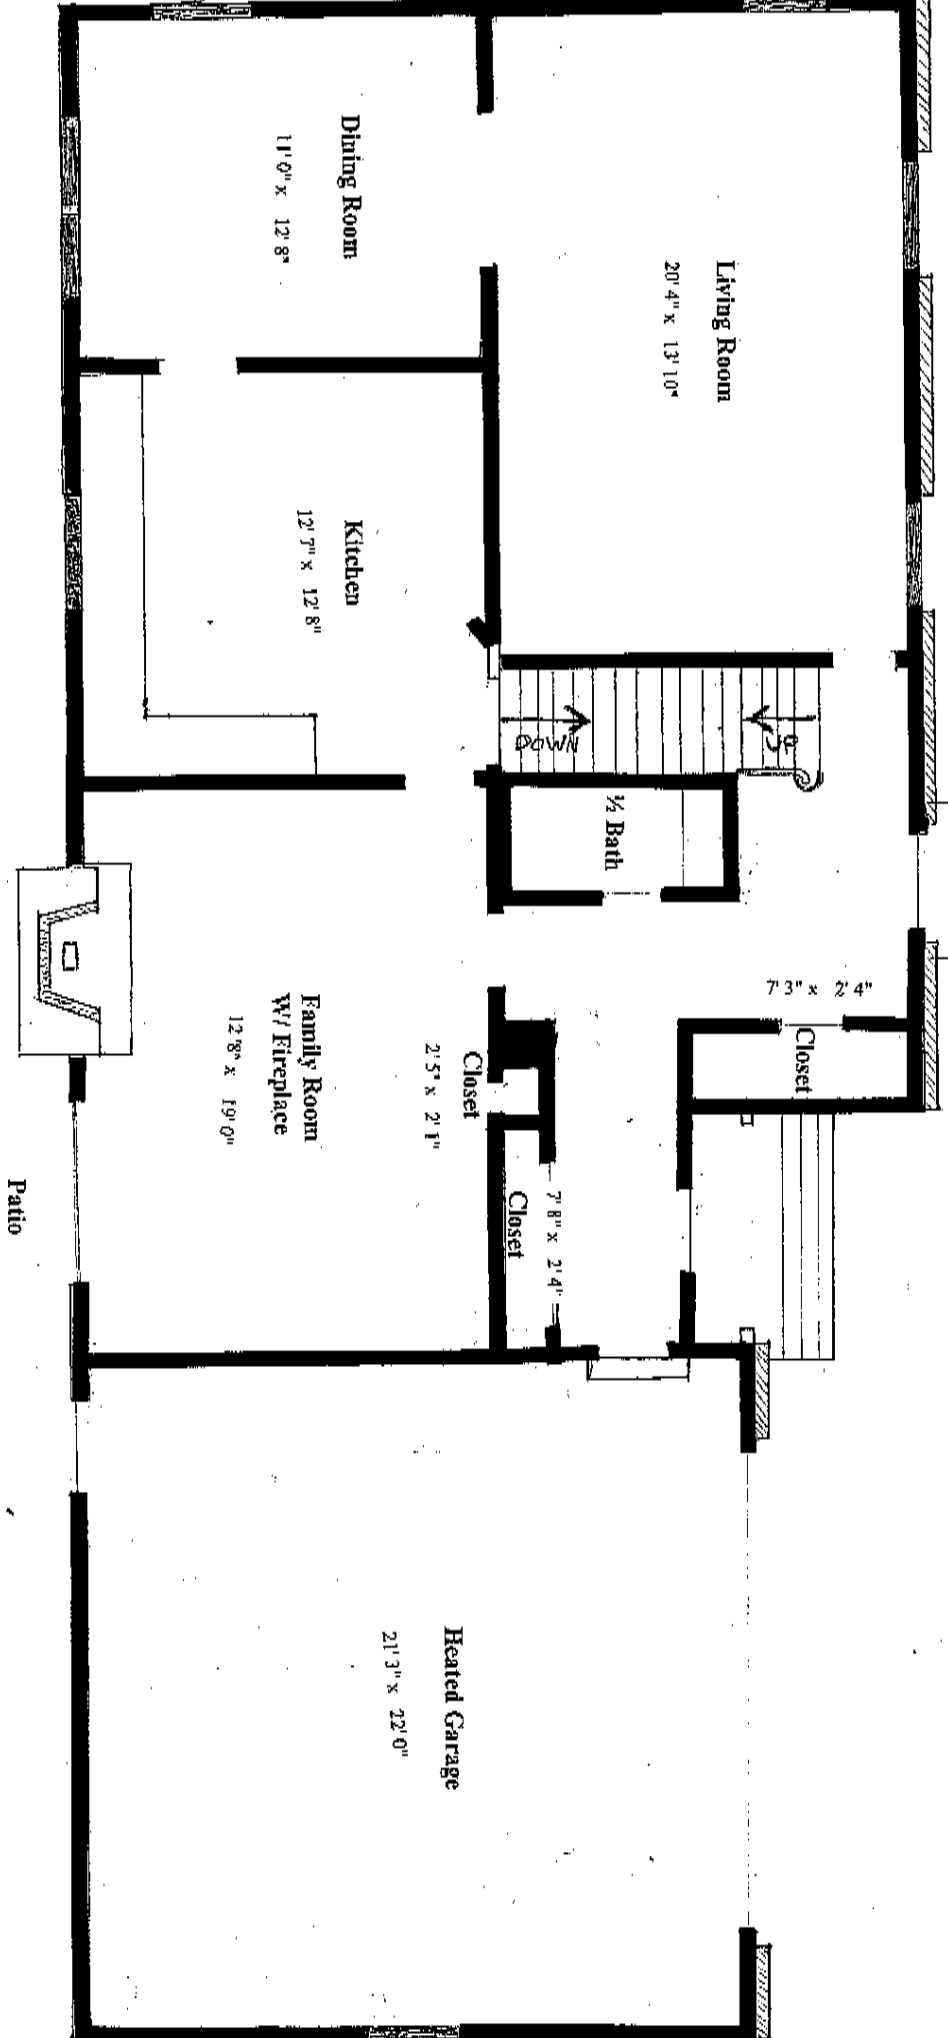 Living Room
20'4" x 13'10"
Dining Room
11'0" x 12'8"
Kitchen
12'7" x 12'8"
DOWN
UP
½ Bath
7'3" x 2'4"
Closet
Closet
2'5" x 2'1"
Closet
7'8" x 2'4"
Family Room
W/ Fireplace
12'8" x 19'0"
Patio
Heated Garage
21'3" x 22'0"